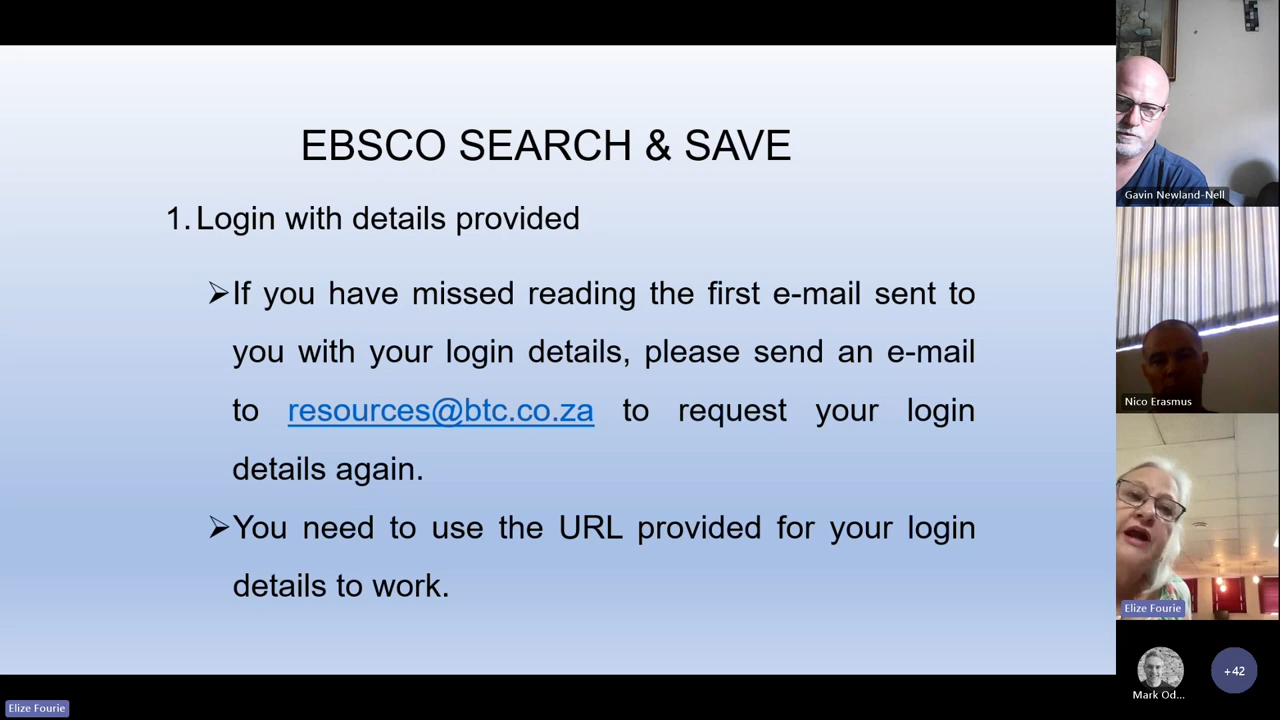 EBSCO SEARCH & SAVE
1. Login with details provided
➢If you have missed reading the first e-mail sent to
you with your login details, please send an e-mail
to resources@btc.co.za to request your login
details again.
➢You need to use the URL provided for your login
details to work.
Gavin Newland-Nell
Nico Erasmus
Elize Fourie
Mark Od...
+42
Elize Fourie